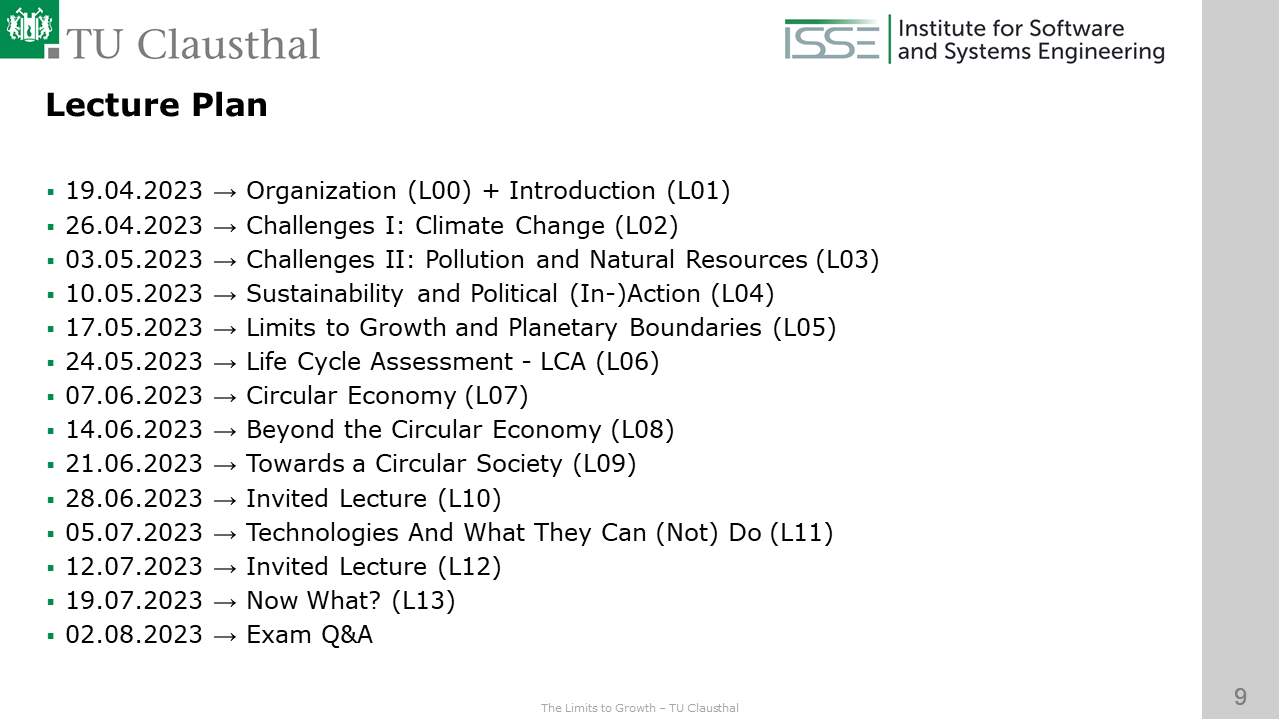 TU Clausthal
ISSE
Institute for Software
and Systems Engineering
Lecture Plan
▪ 19.04.2023 → Organization (L00) + Introduction (L01)
▪ 26.04.2023 → Challenges I: Climate Change (L02)
▪ 03.05.2023 → Challenges II: Pollution and Natural Resources (L03)
▪ 10.05.2023 → Sustainability and Political (In-)Action (L04)
▪ 17.05.2023 → Limits to Growth and Planetary Boundaries (L05)
▪ 24.05.2023 → Life Cycle Assessment - LCA (L06)
▪ 07.06.2023 → Circular Economy (L07)
▪ 14.06.2023 → Beyond the Circular Economy (L08)
▪ 21.06.2023 → Towards a Circular Society (L09)
▪ 28.06.2023 → Invited Lecture (L10)
▪ 05.07.2023 → Technologies And What They Can (Not) Do (L11)
▪ 12.07.2023 → Invited Lecture (L12)
▪ 19.07.2023 → Now What? (L13)
▪ 02.08.2023 → Exam Q&A
The Limits to Growth – TU Clausthal
9